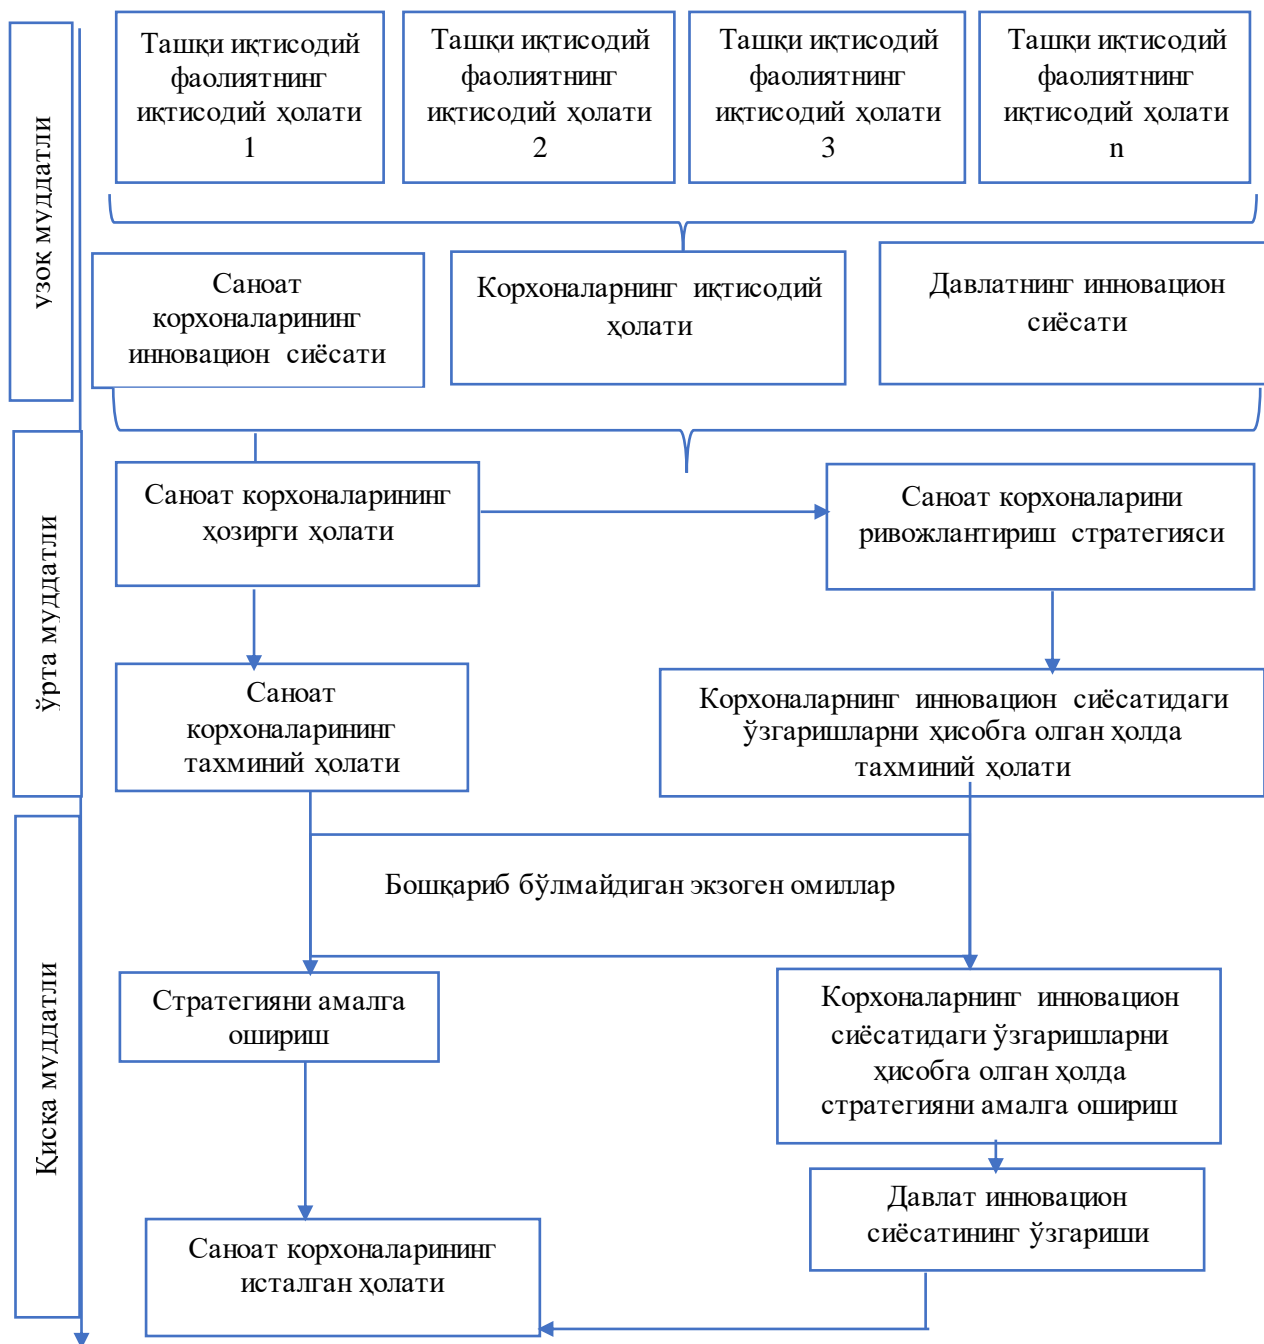 узоқ муддатли
Ташқи иқтисодий
фаолиятнинг
иқтисодий ҳолати
1
Ташқи иқтисодий
фаолиятнинг
иқтисодий ҳолати
2
Ташқи иқтисодий
фаолиятнинг
иқтисодий ҳолати
3
Ташқи иқтисодий
фаолиятнинг
иқтисодий ҳолати
n
Саноат
корхоналарининг
инновацион сиёсати
Корхоналарнинг иқтисодий
ҳолати
Давлатнинг инновацион
сиёсати
ўрта муддатли
Саноат корхоналарининг
ҳозирги ҳолати
Саноат корхоналарини
ривожлантириш стратегияси
Саноат
корхоналарининг
тахминий ҳолати
Корхоналарнинг инновацион сиёсатидаги
ўзгаришларни ҳисобга олган ҳолда
тахминий ҳолати
Қисқа муддатли
Бошқариб бўлмайдиган экзоген омиллар
Стратегияни амалга
ошириш
Корхоналарнинг инновацион
сиёсатидаги ўзгаришларни
ҳисобга олган ҳолда
стратегияни амалга ошириш
Давлат инновацион
сиёсатининг ўзгариши
Саноат корхоналарининг
исталган ҳолати